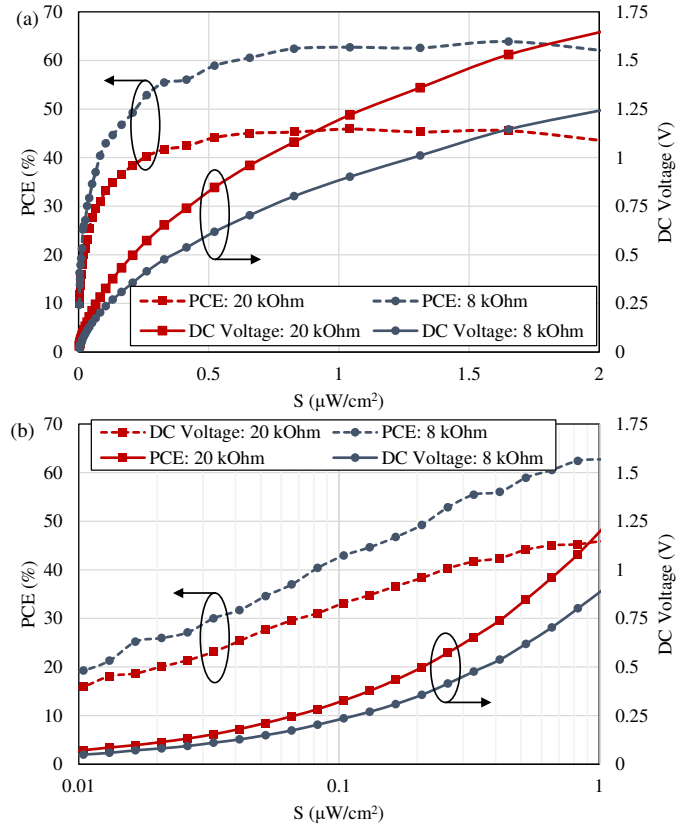 (a)
70
60
50
40
30
20
10
0
PCE (%)
1.75
1.5
1.25
1
0.75
0.5
0.25
0
DC Voltage (V)
PCE: 20 kOhm
PCE: 8 kOhm
DC Voltage: 20 kOhm
DC Voltage: 8 kOhm
0 0.5 1 1.5 2
S (µW/cm²)
(b)
70
60
50
40
30
20
10
0
PCE (%)
1.75
1.5
1.25
1
0.75
0.5
0.25
0
DC Voltage (V)
DC Voltage: 20 kOhm
PCE: 8 kOhm
PCE: 20 kOhm
DC Voltage: 8 kOhm
0.01 0.1 1
S (µW/cm²)